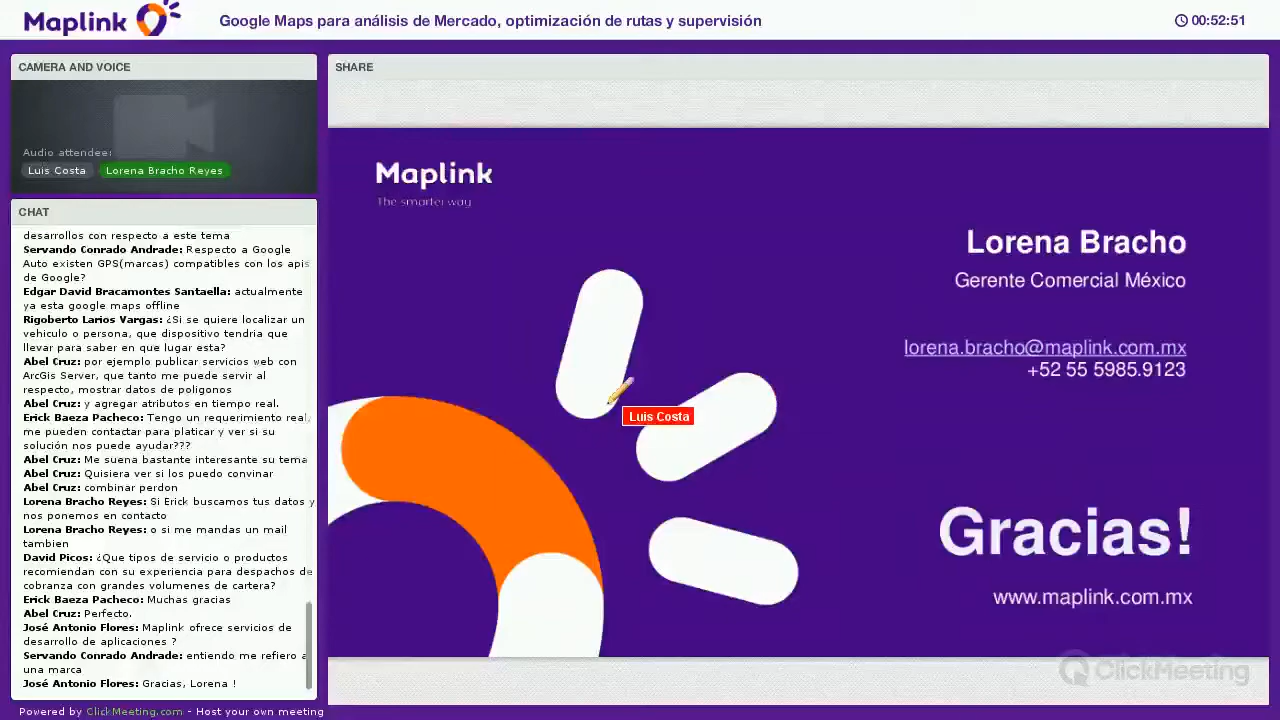 Maplink
Google Maps para análisis de Mercado, optimización de rutas y supervisión
00:52:51
CAMERA AND VOICE
Audio attendee:
Luis Costa
Lorena Bracho Reyes
CHAT
desarrollos con respecto a este tema
Servando Conrado Andrade: Respecto a Google
Auto existen GPS(marcas) compatibles con los apis
de Google?
Edgar David Bracamontes Santaella: actualmente
ya esta google maps offline
Rigoberto Larios Vargas: ¿Si se quiere localizar un
vehiculo o persona, que dispositivo tendria que
llevar para saber en que lugar esta?
Abel Cruz: por ejemplo publicar servicios web con
ArcGis Server, que tanto me puede servir al
respecto, mostrar datos de poligonos
Abel Cruz: y agregar atributos en tiempo real.
Erick Baeza Pacheco: Tengo un requerimiento real,
me pueden contactar para platicar y ver si su
solución nos puede ayudar???
Abel Cruz: Me suena bastante interesante su tema
Abel Cruz: Quisiera ver si los puedo convinar
Abel Cruz: combinar perdon
Lorena Bracho Reyes: Si Erick buscamos tus datos y
nos ponemos en contacto
Lorena Bracho Reyes: o si me mandas un mail
tambien
David Picos: ¿Que tipos de servicio o productos
recomiendan con su experiencia para despachos de
cobranza con grandes volumenes de cartera?
Erick Baeza Pacheco: Muchas gracias
Abel Cruz: Perfecto.
José Antonio Flores: Maplink ofrece servicios de
desarrollo de aplicaciones ?
Servando Conrado Andrade: entiendo me refiero a
una marca
José Antonio Flores: Gracias, Lorena !
Powered by ClickMeeting.com - Host your own meeting
SHARE
Maplink
The smarter way
Lorena Bracho
Gerente Comercial México
lorena.bracho@maplink.com.mx
+52 55 5985.9123
Luis Costa
Gracias!
www.maplink.com.mx
ClickMeeting